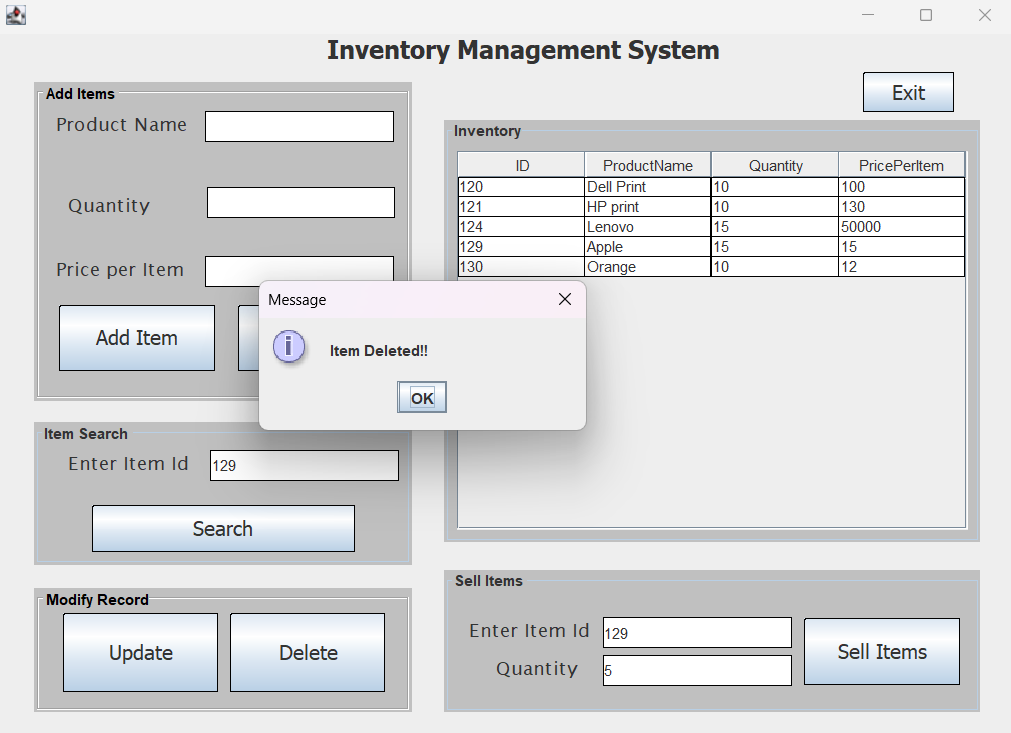 Inventory Management System
Exit
Add Items
Product Name
Quantity
Price per Item
Add Item
Inventory
ID ProductName Quantity PricePerItem
120 Dell Print 10 100
121 HP print 10 130
124 Lenovo 15 50000
129 Apple 15 15
130 Orange 10 12
Message
i
Item Deleted!!
OK
Item Search
Enter Item Id 129
Search
Modify Record
Update Delete
Sell Items
Enter Item Id 129
Quantity 5
Sell Items